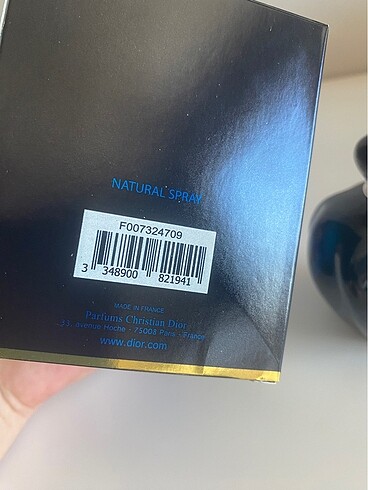 NATURAL SPRAY
F007324709
3 348900 821941
MADE IN FRANCE
Parfums Christian Dior
33, avenue Hoche - 75008 Paris - France
www.dior.com